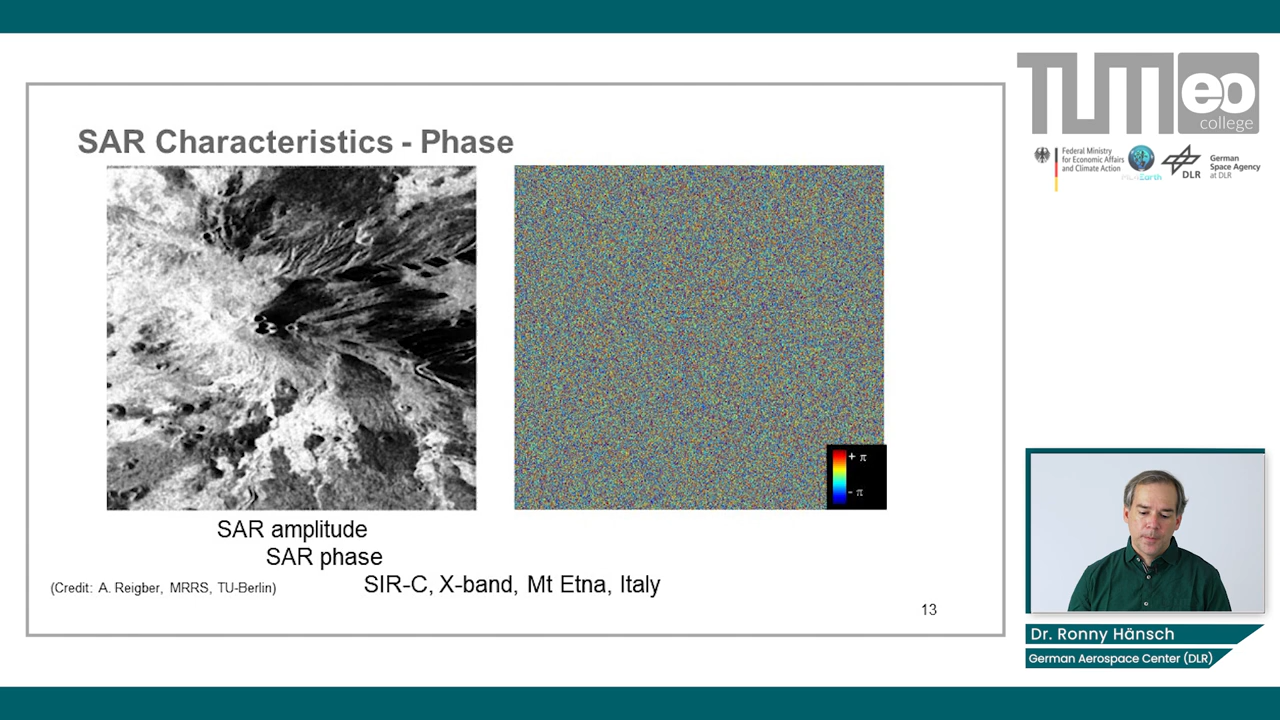 SAR Characteristics - Phase
+ π
- π
SAR amplitude
SAR phase
(Credit: A. Reigber, MRRS, TU-Berlin)
SIR-C, X-band, Mt Etna, Italy
13
TUM
eo
college
Federal Ministry
for Economic Affairs
and Climate Action
ML4Earth
DLR
German
Space Agency
at DLR
Dr. Ronny Hänsch
German Aerospace Center (DLR)